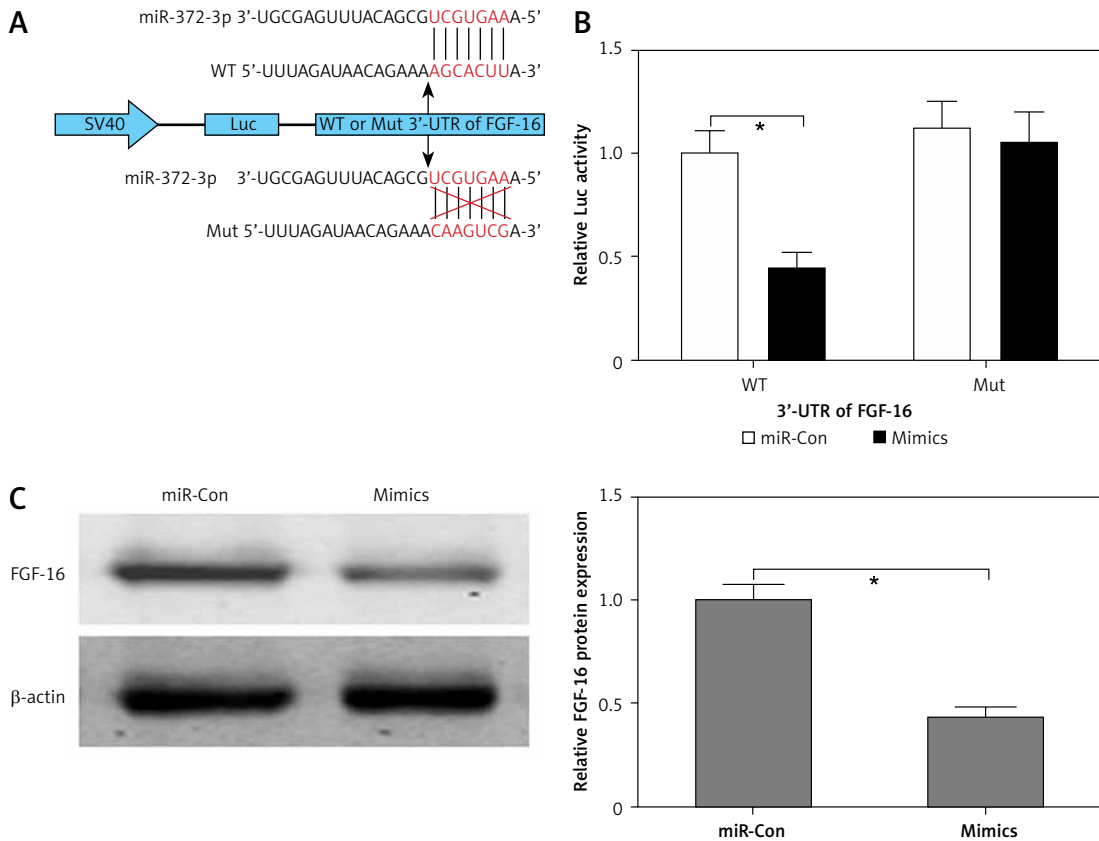 A
miR-372-3p 3’-UGCGAGUUUACAGCGUCGUGAAA-5’
WT 5’-UUUAGAUAACAGAAAAGCACUUA-3’
SV40
Luc
WT or Mut 3’-UTR of FGF-16
miR-372-3p 3’-UGCGAGUUUACAGCGUCGUGAAA-5’
Mut 5’-UUUAGAUAACAGAAACAAGUCGA-3’
B
Relative Luc activity
1.5
1.0
0.5
0
*
WT
Mut
3’-UTR of FGF-16
miR-Con
Mimics
C
miR-Con
Mimics
FGF-16
β-actin
Relative FGF-16 protein expression
1.5
1.0
0.5
0
*
miR-Con
Mimics